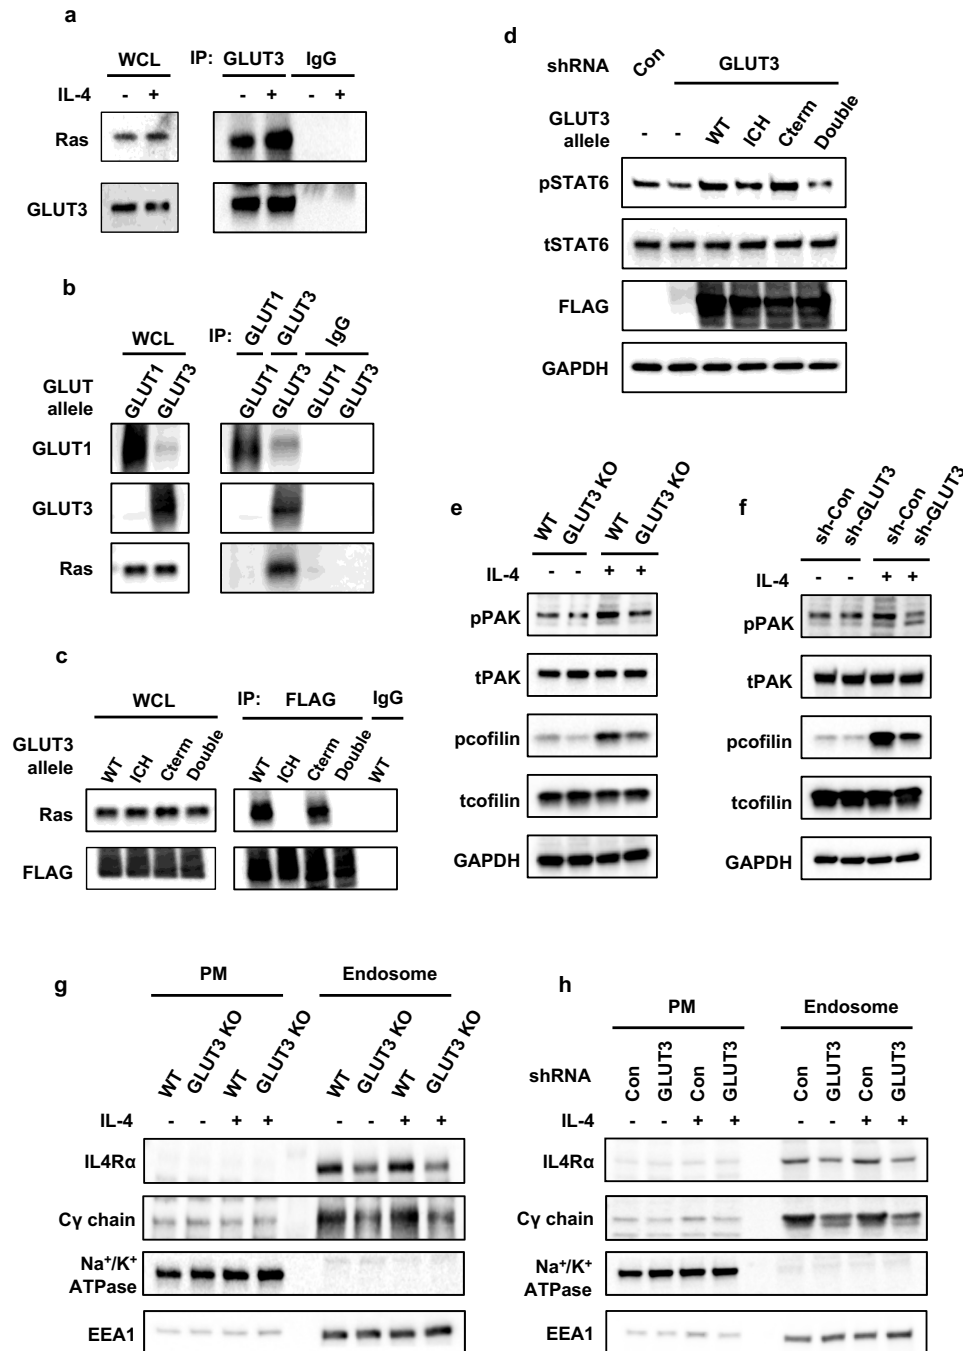 a
WCL IP: GLUT3 IgG
IL-4 - + - + - +
Ras
GLUT3
b
WCL IP: GLUT1 GLUT3 IgG
GLUT allele GLUT1 GLUT3 GLUT1 GLUT3 GLUT1 GLUT3
GLUT1
GLUT3
Ras
c
WCL IP: FLAG IgG
GLUT3 allele WT ICH Cterm Double WT ICH Cterm Double WT
Ras
FLAG
d
shRNA Con GLUT3
GLUT3 allele - - WT ICH Cterm Double
pSTAT6
tSTAT6
FLAG
GAPDH
e
WT GLUT3 KO WT GLUT3 KO
IL-4 - - + +
pPAK
tPAK
pcofilin
tcofilin
GAPDH
f
sh-Con sh-GLUT3 sh-Con sh-GLUT3
IL-4 - - + +
pPAK
tPAK
pcofilin
tcofilin
GAPDH
g
PM Endosome
WT GLUT3 KO WT GLUT3 KO WT GLUT3 KO WT GLUT3 KO
IL-4 - - + + - - + +
IL4Rα
Cγ chain
Na⁺/K⁺
ATPase
EEA1
h
PM Endosome
shRNA Con GLUT3 Con GLUT3 Con GLUT3 Con GLUT3
IL-4 - - + + - - + +
IL4Rα
Cγ chain
Na⁺/K⁺
ATPase
EEA1